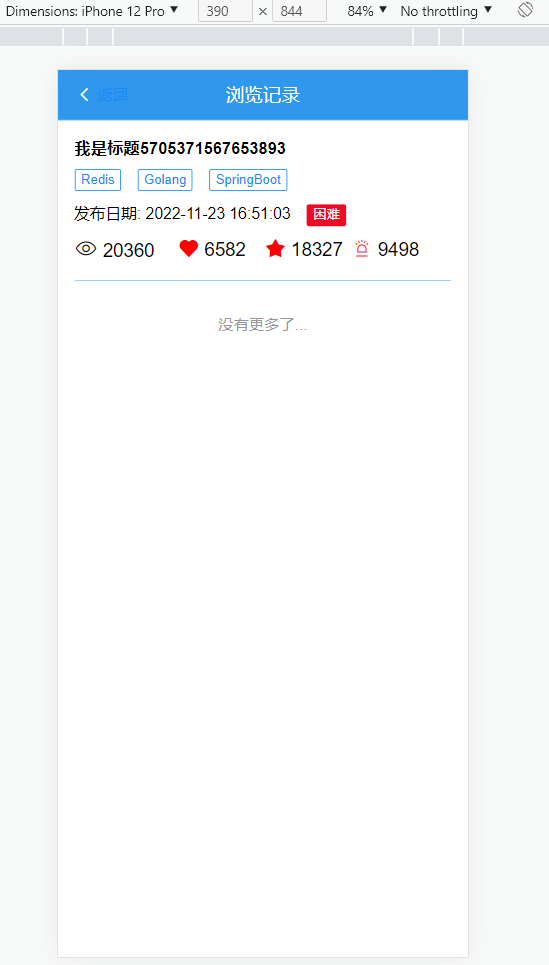 Dimensions: iPhone 12 Pro ▼ 390 × 844 84% ▼ No throttling ▼
返回 浏览记录
我是标题5705371567653893
Redis Golang SpringBoot
发布日期: 2022-11-23 16:51:03 困难
20360 6582 18327 9498
没有更多了...